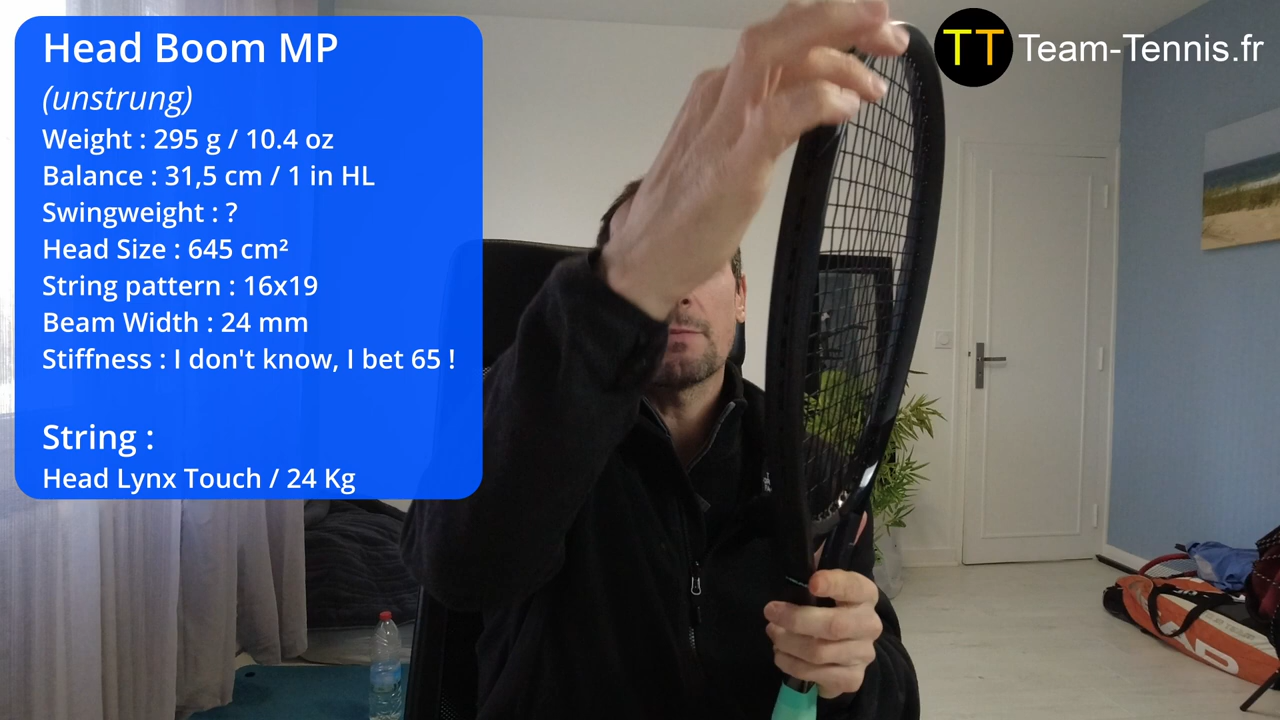 Head Boom MP
(unstrung)
Weight : 295 g / 10.4 oz
Balance : 31,5 cm / 1 in HL
Swingweight : ?
Head Size : 645 cm²
String pattern : 16x19
Beam Width : 24 mm
Stiffness : I don't know, I bet 65 !
String :
Head Lynx Touch / 24 Kg
TT Team-Tennis.fr